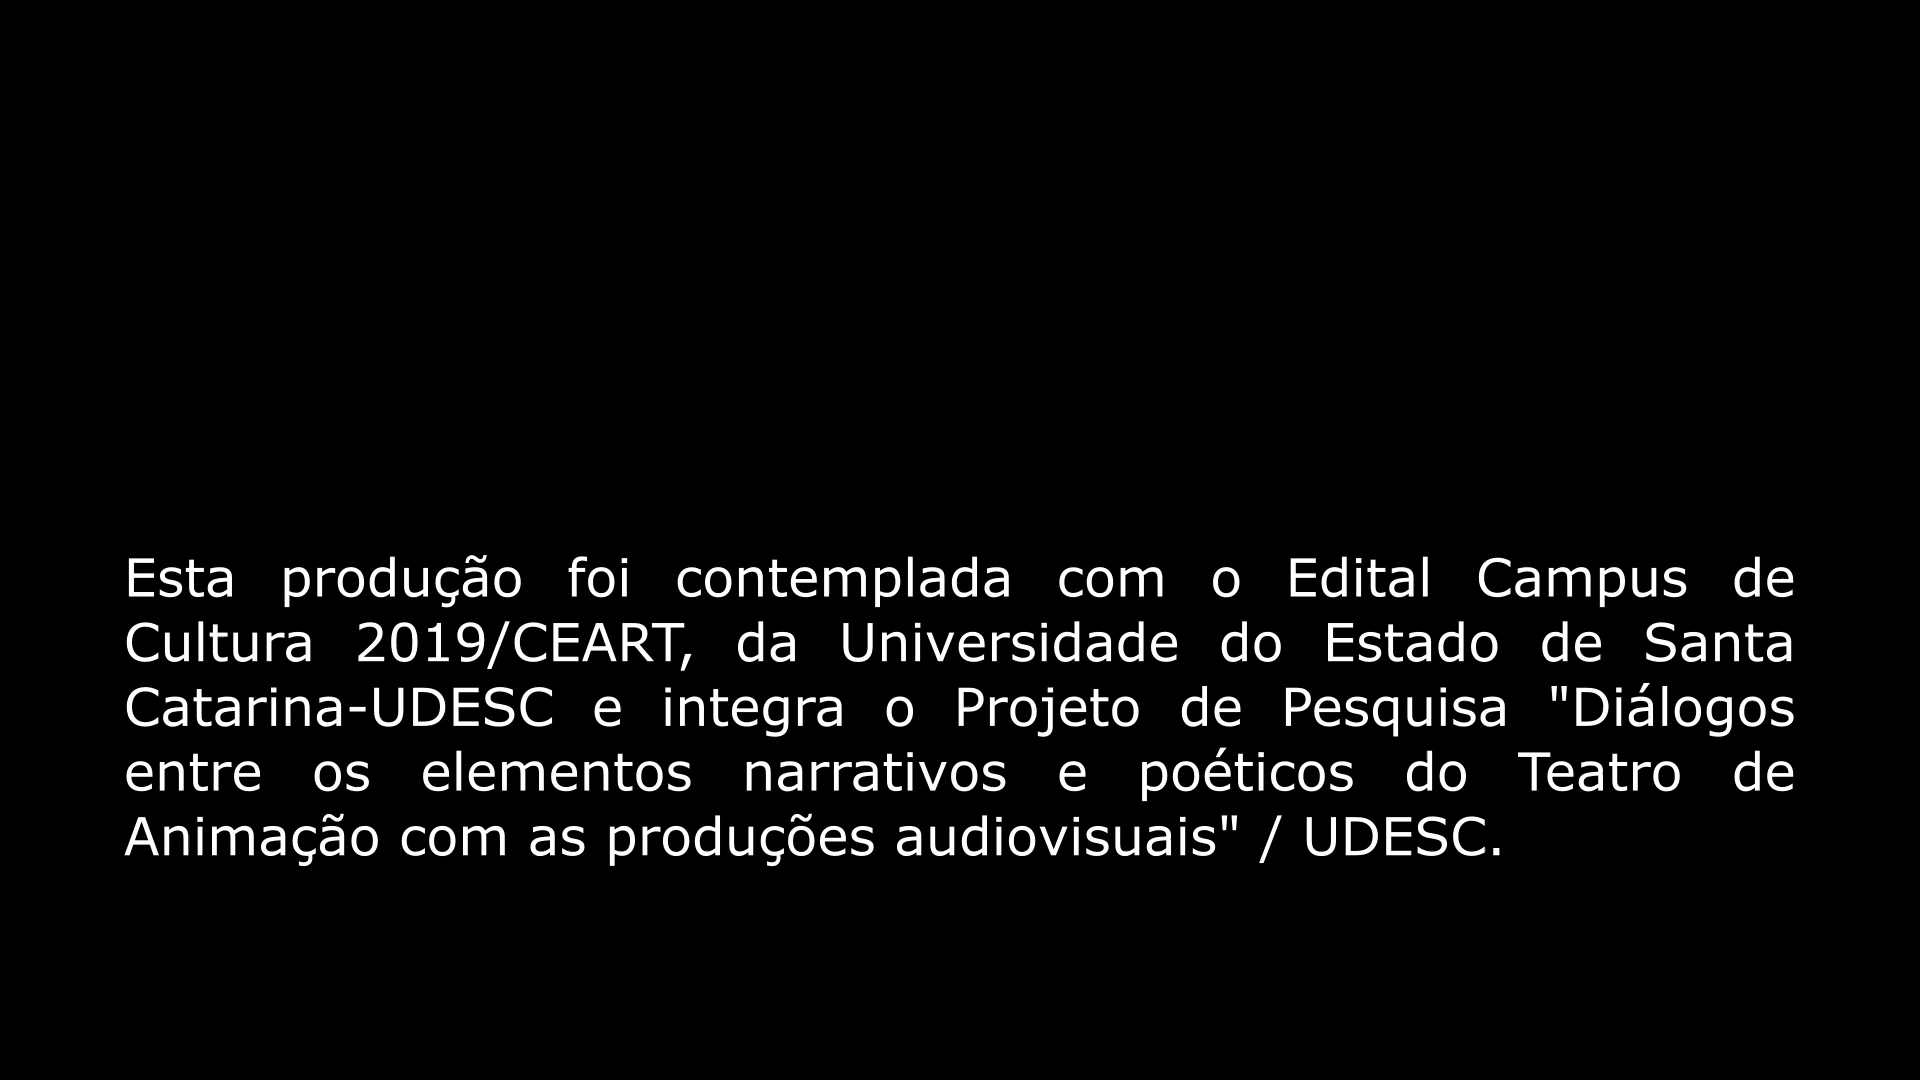 Esta produção foi contemplada com o Edital Campus de
Cultura 2019/CEART, da Universidade do Estado de Santa
Catarina-UDESC e integra o Projeto de Pesquisa "Diálogos
entre os elementos narrativos e poéticos do Teatro de
Animação com as produções audiovisuais" / UDESC.